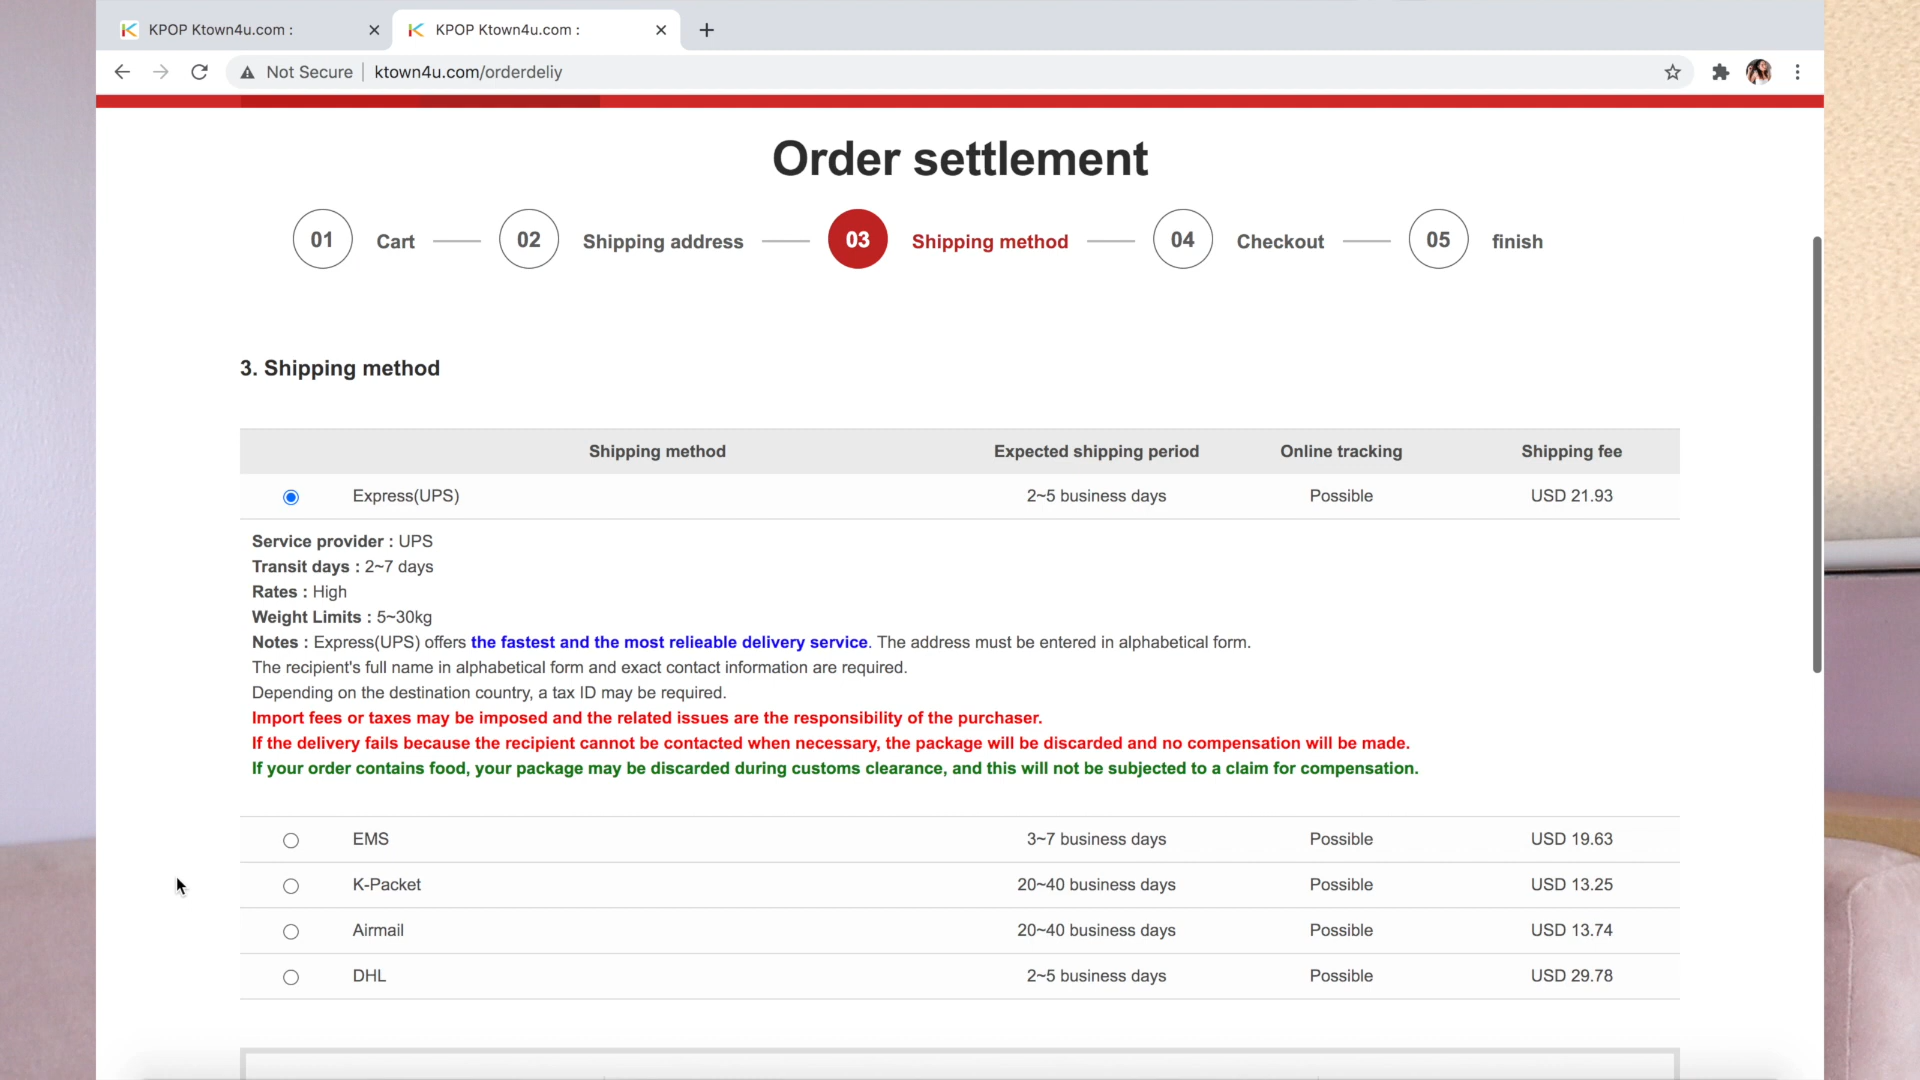 KPOP Ktown4u.com :
KPOP Ktown4u.com :
Not Secure | ktown4u.com/orderdeliy
Order settlement
01 Cart 02 Shipping address 03 Shipping method 04 Checkout 05 finish
3. Shipping method
Shipping method Expected shipping period Online tracking Shipping fee
Express(UPS) 2~5 business days Possible USD 21.93
Service provider : UPS
Transit days : 2~7 days
Rates : High
Weight Limits : 5~30kg
Notes : Express(UPS) offers the fastest and the most relieable delivery service. The address must be entered in alphabetical form.
The recipient's full name in alphabetical form and exact contact information are required.
Depending on the destination country, a tax ID may be required.
Import fees or taxes may be imposed and the related issues are the responsibility of the purchaser.
If the delivery fails because the recipient cannot be contacted when necessary, the package will be discarded and no compensation will be made.
If your order contains food, your package may be discarded during customs clearance, and this will not be subjected to a claim for compensation.
EMS 3~7 business days Possible USD 19.63
K-Packet 20~40 business days Possible USD 13.25
Airmail 20~40 business days Possible USD 13.74
DHL 2~5 business days Possible USD 29.78